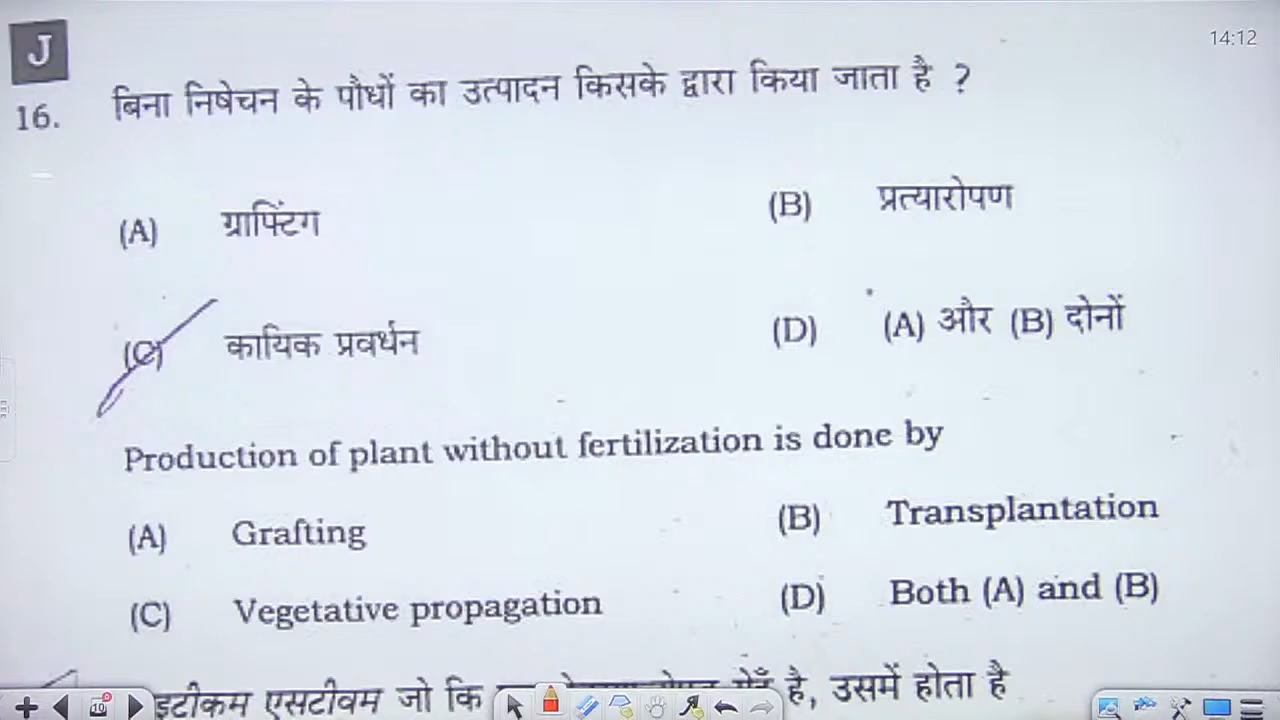 J
14:12
16. बिना निषेचन के पौधों का उत्पादन किसके द्वारा किया जाता है ?
(A) ग्राफ्टिंग (B) प्रत्यारोपण
(C) कायिक प्रवर्धन (D) (A) और (B) दोनों
Production of plant without fertilization is done by
(A) Grafting (B) Transplantation
(C) Vegetative propagation (D) Both (A) and (B)
इटीकम एसटीवम जो कि है, उसमें होता है
10